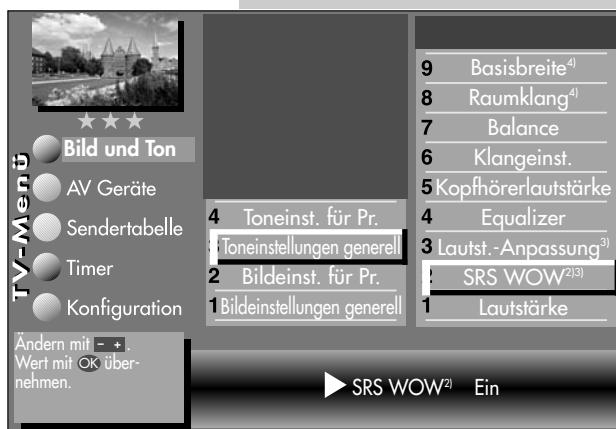 TV-Menü
Bild und Ton
AV Geräte
Sendertabelle
Timer
Konfiguration
Ändern mit - + .
Wert mit OK über-
nehmen.
4 Toneinst. für Pr.
3 Toneinstellungen generell
2 Bildeinst. für Pr.
1 Bildeinstellungen generell
9 Basisbreite4)
8 Raumklang4)
7 Balance
6 Klangeinst.
5 Kopfhörerlautstärke
4 Equalizer
3 Lautst.-Anpassung3)
2 SRS WOW2)3)
1 Lautstärke
SRS WOW2) Ein